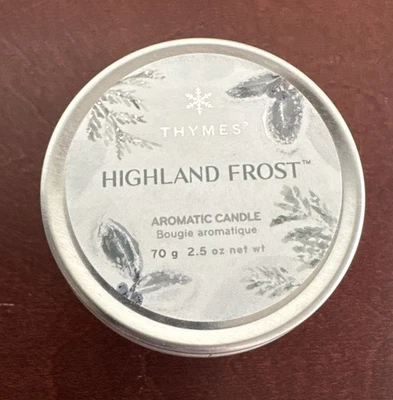 THYMES®
HIGHLAND FROST™
AROMATIC CANDLE
Bougie aromatique
70 g 2.5 oz net wt